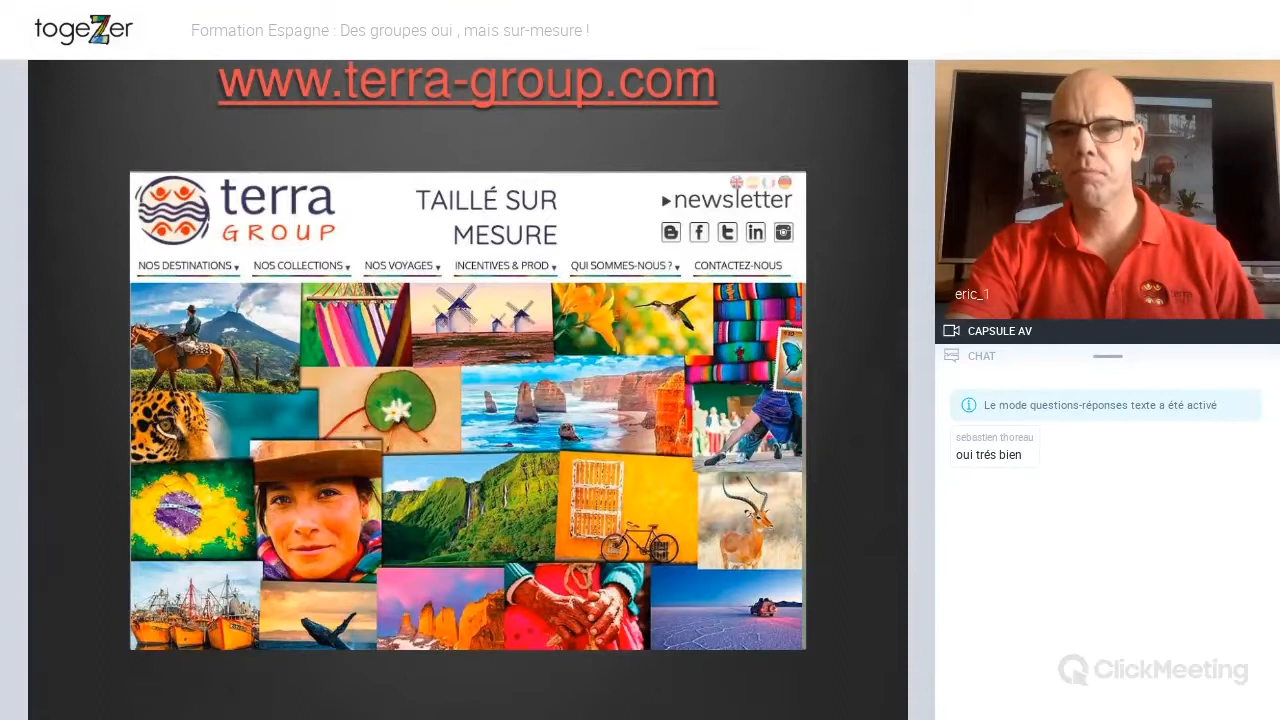 togeZer
Formation Espagne : Des groupes oui , mais sur-mesure !
www.terra-group.com
terra
GROUP
TAILLÉ SUR
MESURE
newsletter
NOS DESTINATIONS
NOS COLLECTIONS
NOS VOYAGES
INCENTIVES & PROD
QUI SOMMES-NOUS ?
CONTACTEZ-NOUS
eric_1
terra
CAPSULE AV
CHAT
Le mode questions-réponses texte a été activé
sebastien thoreau
oui trés bien
ClickMeeting